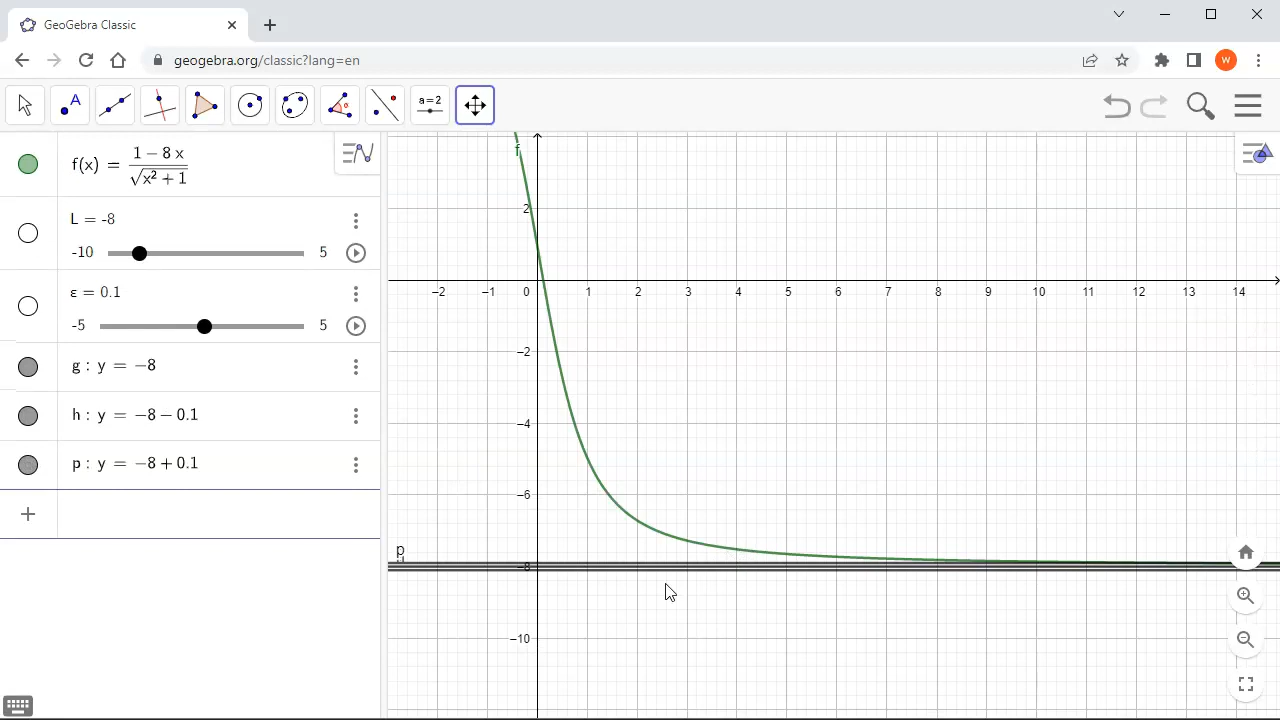 GeoGebra Classic
geogebra.org/classic?lang=en
W
A
a=2
f(x) = (1 − 8 x) / √(x² + 1)
L = -8
-10 5
ε = 0.1
-5 5
g : y = −8
h : y = −8 − 0.1
p : y = −8 + 0.1
f
2
−2 −1 0 1 2 3 4 5 6 7 8 9 10 11 12 13 14
−2
−4
−6
p
−8
−10